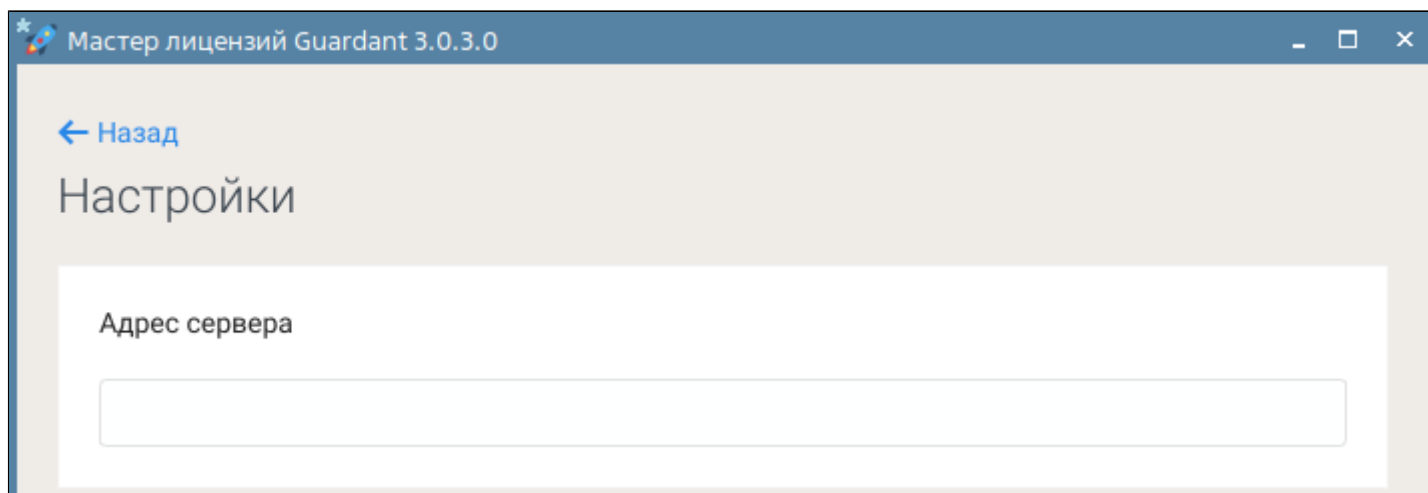 Мастер лицензий Guardant 3.0.3.0
Назад
Настройки
Адрес сервера